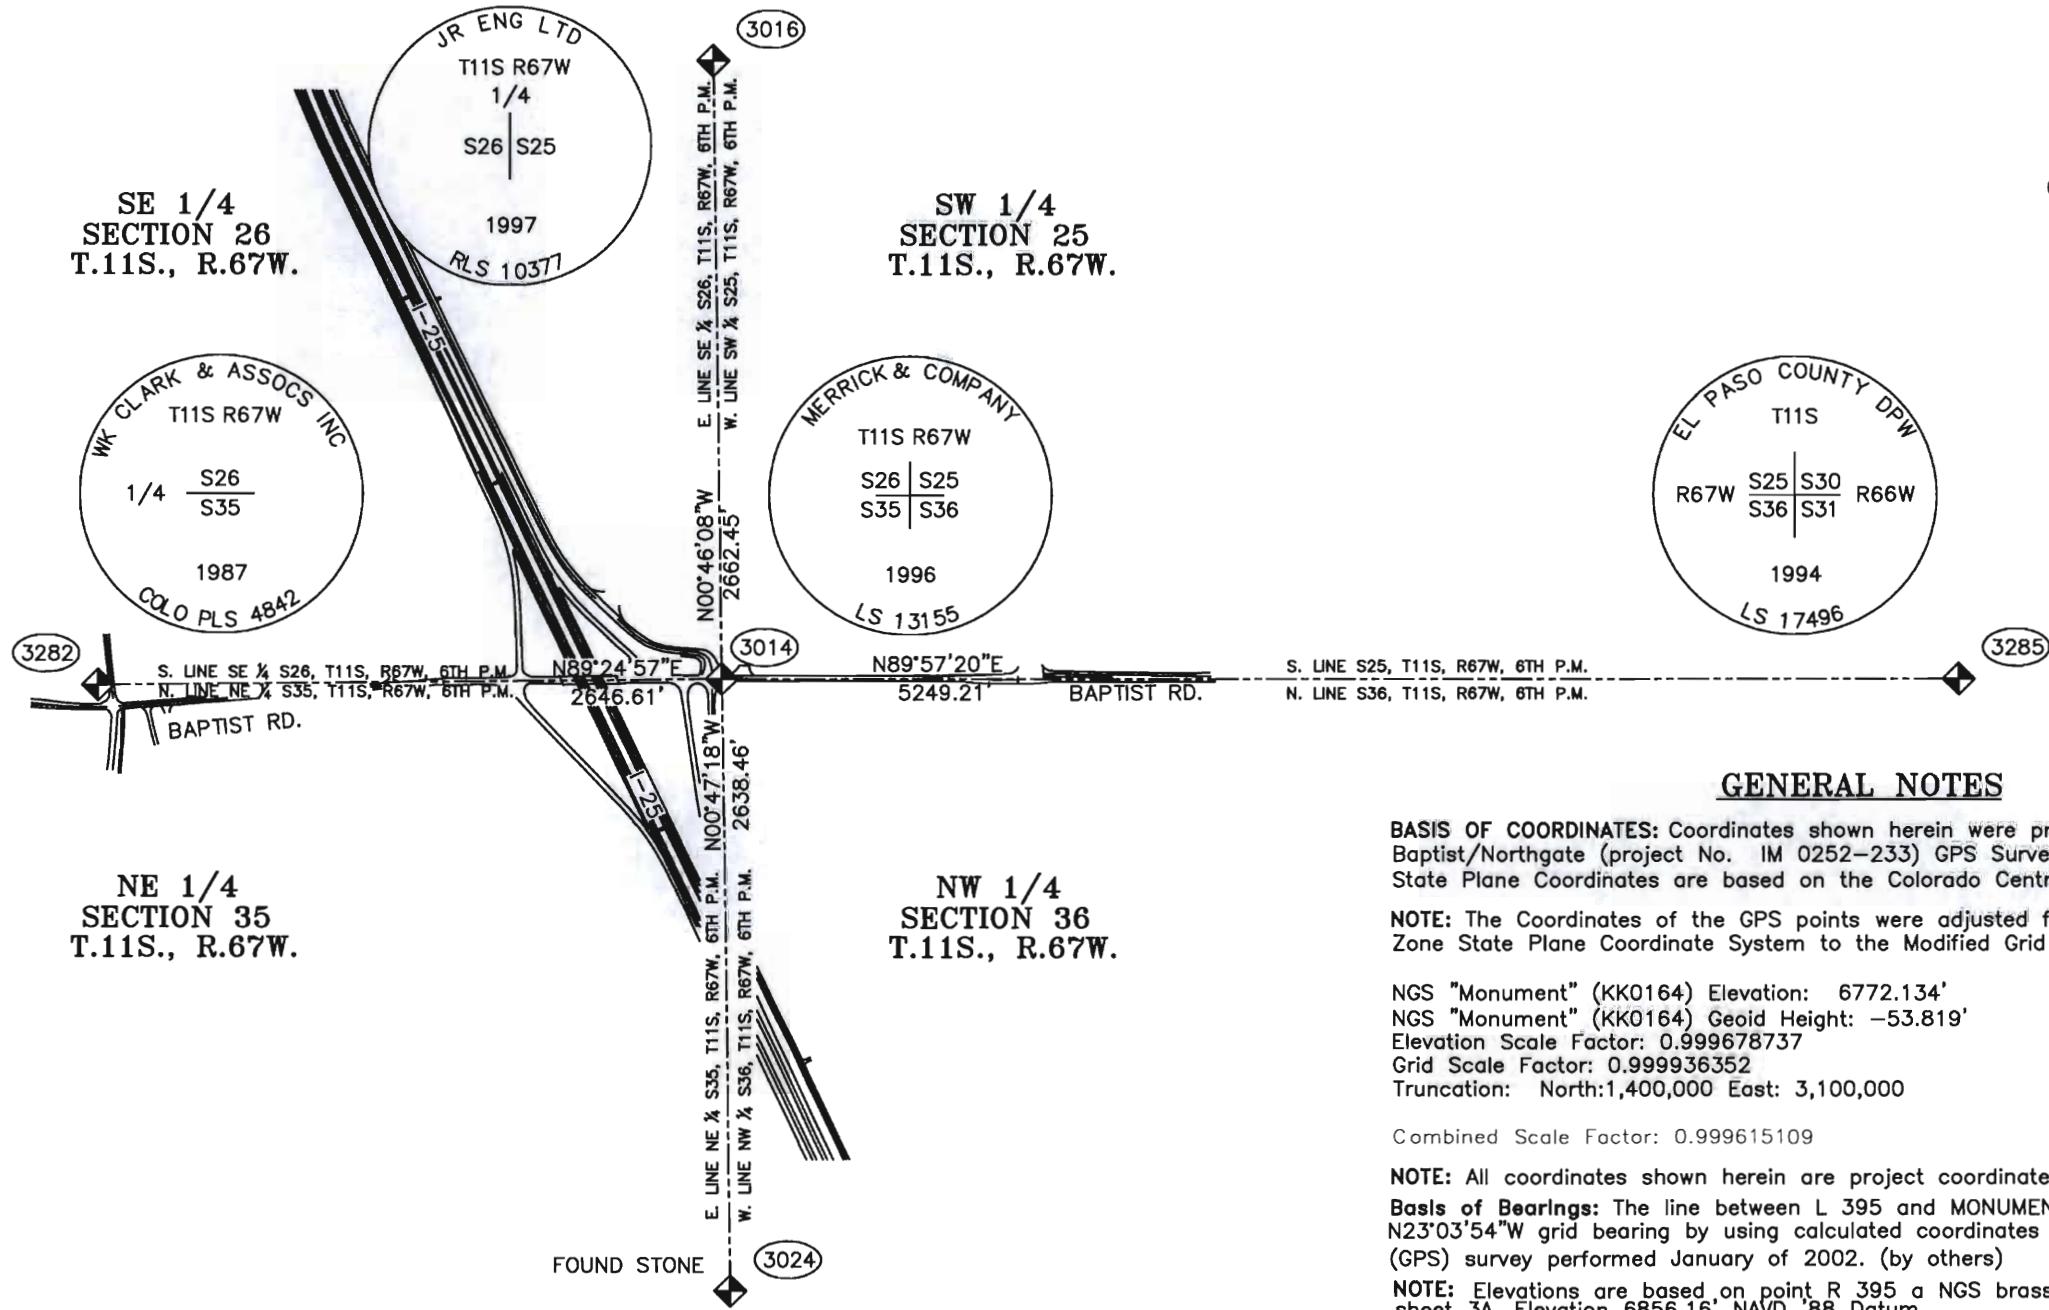 JR ENG LTD
T11S R67W
1/4
S26 S25
1997
RLS 10377
3016
SE 1/4
SECTION 26
T.11S., R.67W.
SW 1/4
SECTION 25
T.11S., R.67W.
I-25
E. LINE SE ¼ S26, T11S, R67W, 6TH P.M.
W. LINE SW ¼ S25, T11S, R67W, 6TH P.M.
N00°46'08"W
2662.45'
WK CLARK & ASSOCS INC
T11S R67W
1/4 S26
S35
1987
COLO PLS 4842
MERRICK & COMPANY
T11S R67W
S26 S25
S35 S36
1996
LS 13155
EL PASO COUNTY DPW
T11S
R67W S25 S30 R66W
S36 S31
1994
LS 17496
3282
3014
3285
S. LINE SE ¼ S26, T11S, R67W, 6TH P.M.
N. LINE NE ¼ S35, T11S, R67W, 6TH P.M.
N89°24'57"E
2646.61'
N89°57'20"E
5249.21'
BAPTIST RD.
S. LINE S25, T11S, R67W, 6TH P.M.
N. LINE S36, T11S, R67W, 6TH P.M.
BAPTIST RD.
I-25
N00°47'18"W
2638.46'
E. LINE NE ¼ S35, T11S, R67W, 6TH P.M.
W. LINE NW ¼ S36, T11S, R67W, 6TH P.M.
NE 1/4
SECTION 35
T.11S., R.67W.
NW 1/4
SECTION 36
T.11S., R.67W.
FOUND STONE
3024
GENERAL NOTES
BASIS OF COORDINATES: Coordinates shown herein were pr
Baptist/Northgate (project No. IM 0252-233) GPS Surve
State Plane Coordinates are based on the Colorado Centr
NOTE: The Coordinates of the GPS points were adjusted f
Zone State Plane Coordinate System to the Modified Grid
NGS "Monument" (KK0164) Elevation: 6772.134'
NGS "Monument" (KK0164) Geoid Height: -53.819'
Elevation Scale Factor: 0.999678737
Grid Scale Factor: 0.999936352
Truncation: North:1,400,000 East: 3,100,000
Combined Scale Factor: 0.999615109
NOTE: All coordinates shown herein are project coordinate
Basis of Bearings: The line between L 395 and MONUMEN
N23°03'54"W grid bearing by using calculated coordinates
(GPS) survey performed January of 2002. (by others)
NOTE: Elevations are based on point R 395 a NGS brass
sheet 3A. Elevation 6856.16' NAVD '88 Datum